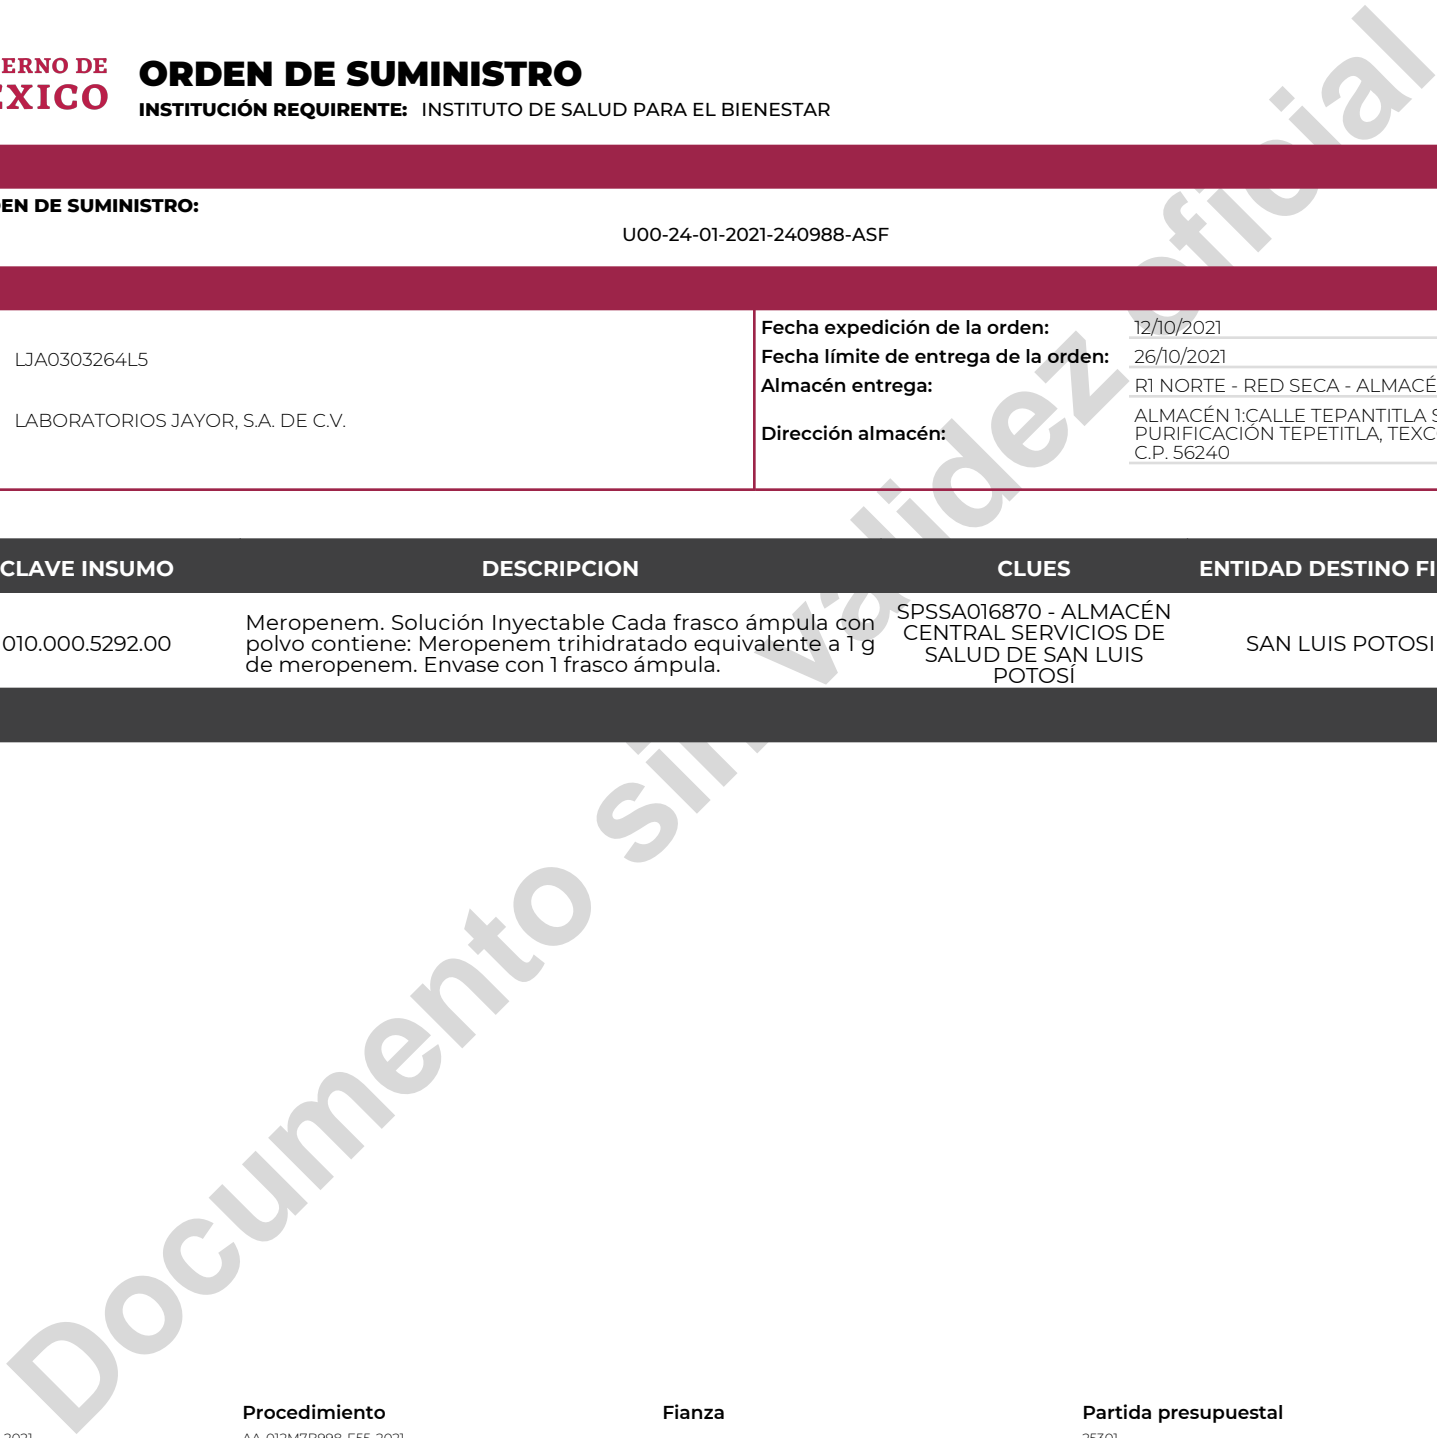 ERNO DE
ORDEN DE SUMINISTRO
INSTITUCIÓN REQUIRENTE: INSTITUTO DE SALUD PARA EL BIENESTAR
EN DE SUMINISTRO:
U00-24-01-2021-240988-ASF
LJA0303264L5
LABORATORIOS JAYOR, S.A. DE C.V.
Fecha expedición de la orden: 12/10/2021
Fecha límite de entrega de la orden: 26/10/2021
Almacén entrega: R1 NORTE - RED SECA - ALMACÉ
Dirección almacén: ALMACÉN 1:CALLE TEPANTITLA S
PURIFICACIÓN TEPETITLA, TEXC
C.P. 56240
CLAVE INSUMO DESCRIPCION CLUES ENTIDAD DESTINO FI
010.000.5292.00
Meropenem. Solución Inyectable Cada frasco ámpula con
polvo contiene: Meropenem trihidratado equivalente a 1 g
de meropenem. Envase con 1 frasco ámpula.
SPSSA016870 - ALMACÉN
CENTRAL SERVICIOS DE
SALUD DE SAN LUIS
POTOSÍ
SAN LUIS POTOSI
Documento sin validez oficial
Procedimiento Fianza Partida presupuestal